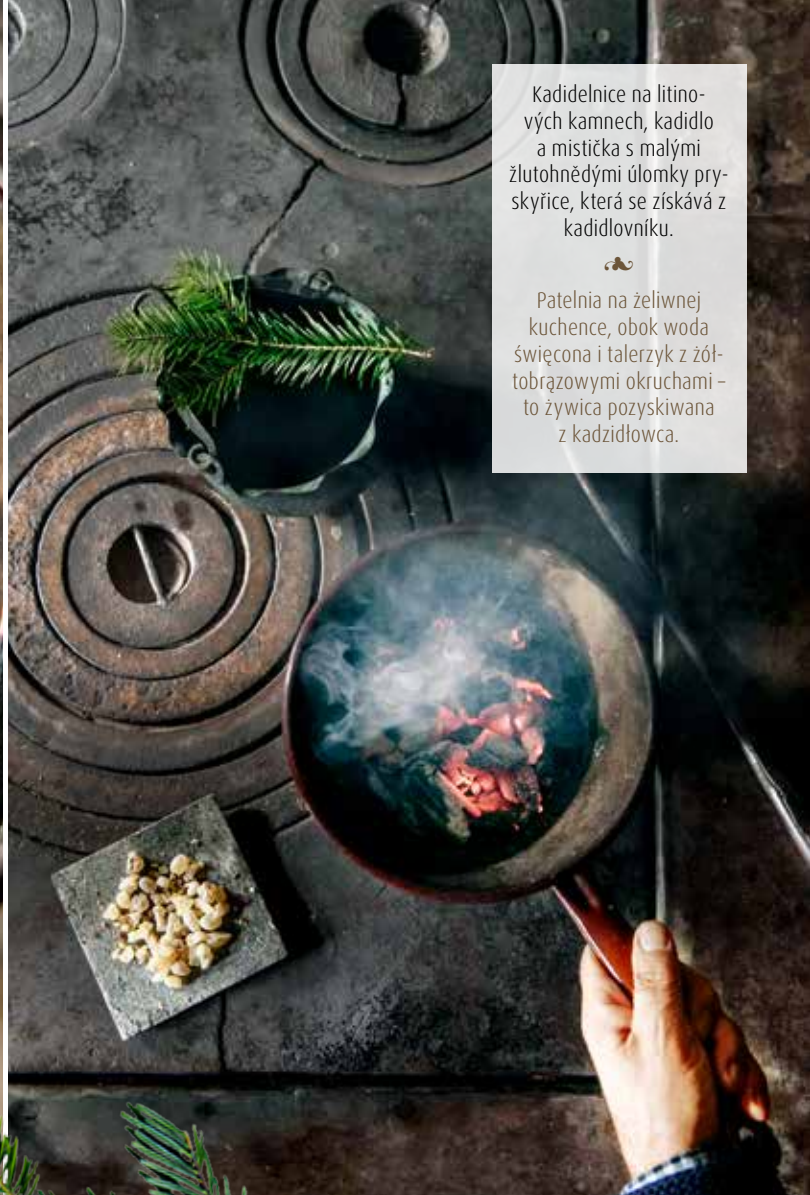 Kadidelnice na litino-
vých kamnech, kadidlo
a mistička s malými
žlutohnědými úlomky pry-
skyřice, která se získává z
kadidlovníku.
Patelnia na żeliwnej
kuchence, obok woda
święcona i talerzyk z żół-
tobrązowymi okruchami –
to żywica pozyskiwana
z kadzidłowca.